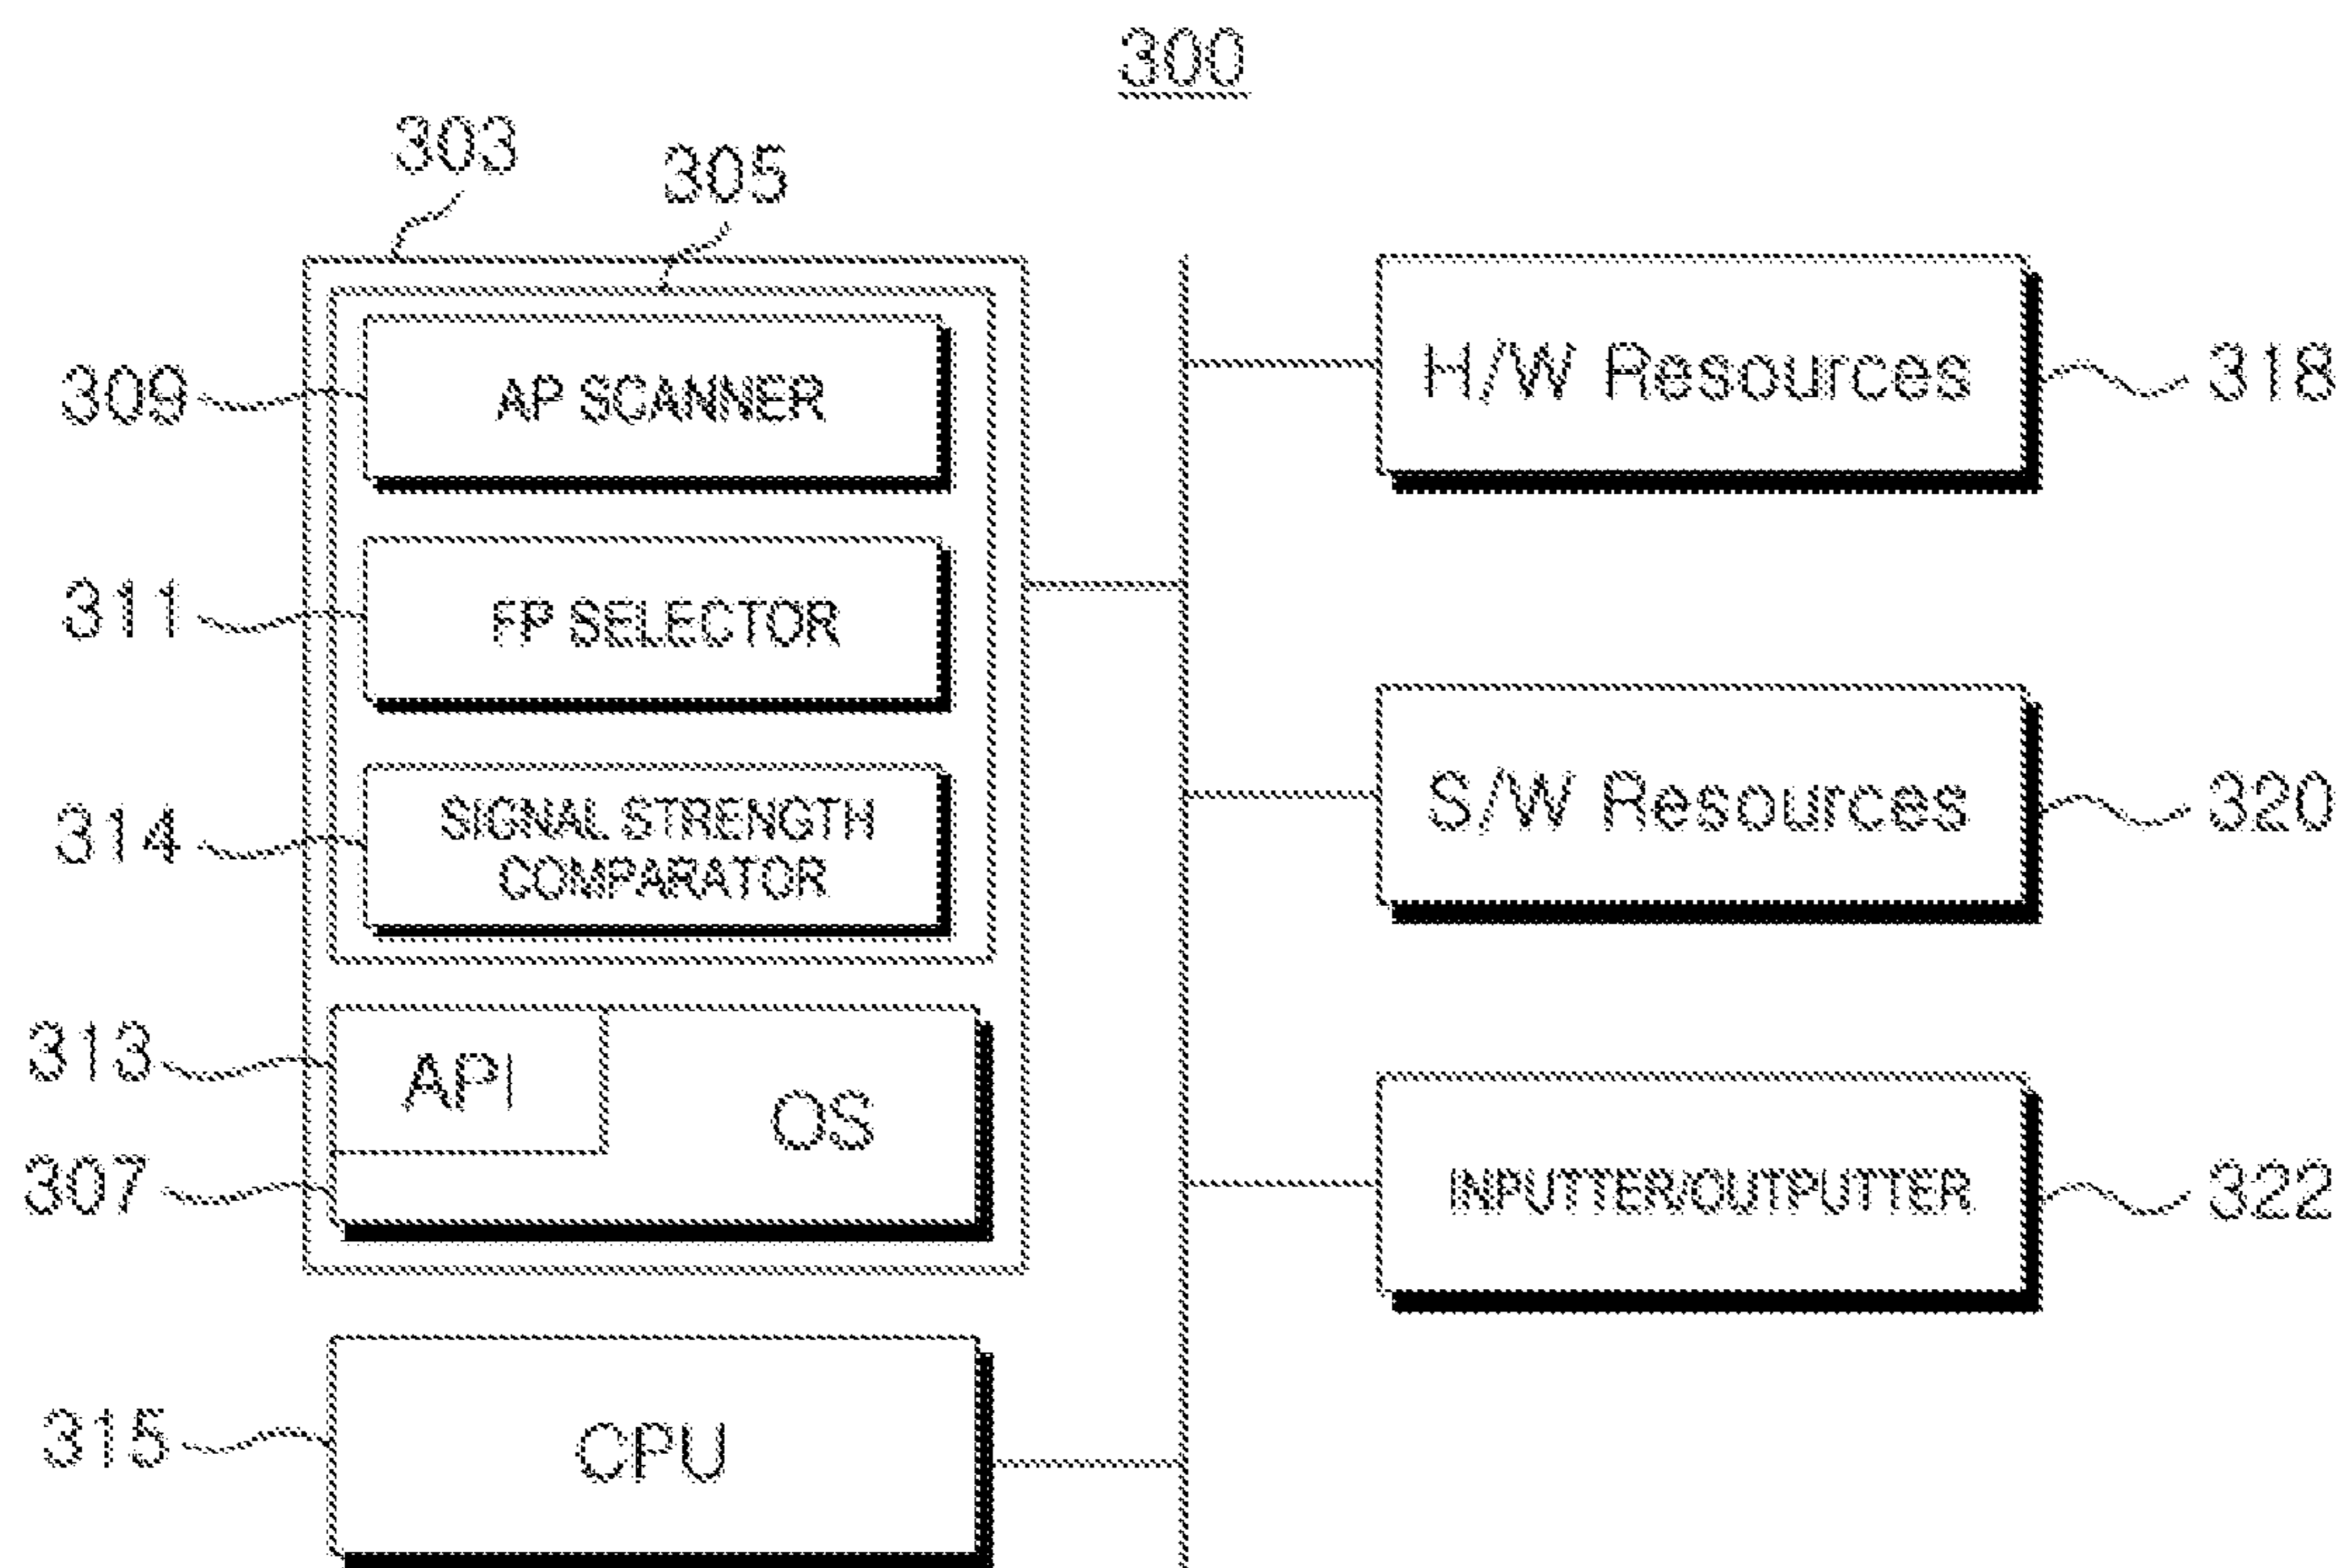 300
303
305
309
AP SCANNER
H/W Resources
318
311
FP SELECTOR
314
SIGNAL STRENGTH
COMPARATOR
S/W Resources
320
313
API
OS
307
INPUTTER/OUTPUTTER
322
315
CPU